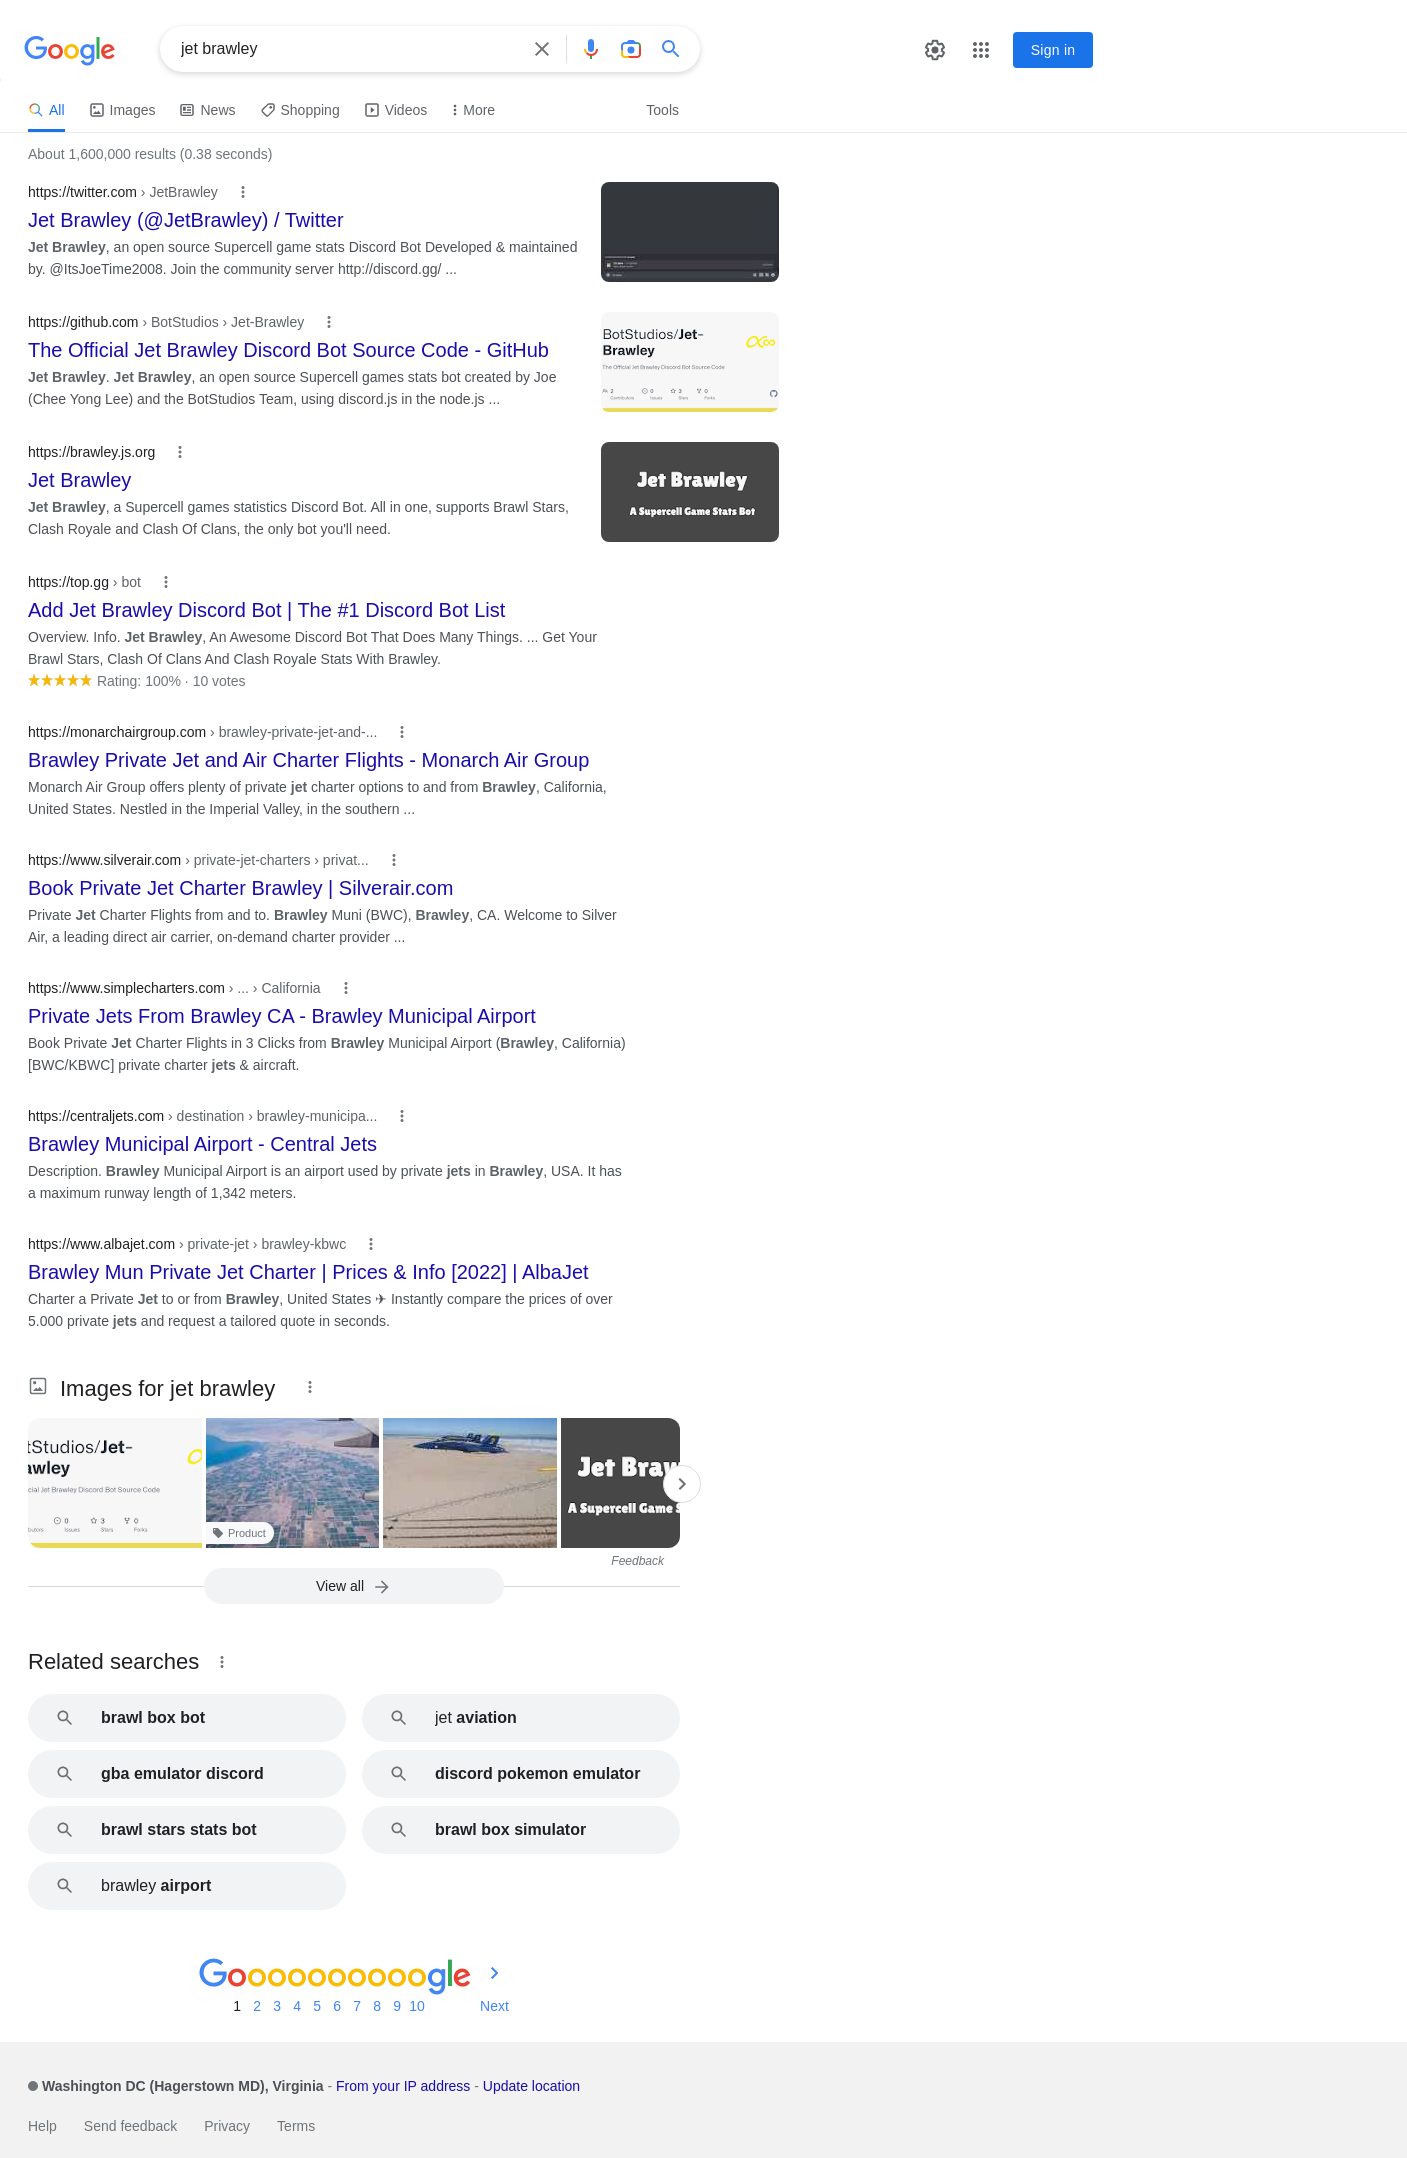 Google
jet brawley
Sign in
All
Images
News
Shopping
Videos
More
Tools
About 1,600,000 results (0.38 seconds)
https://twitter.com › JetBrawley
Jet Brawley (@JetBrawley) / Twitter
Jet Brawley, an open source Supercell game stats Discord Bot Developed & maintained
by. @ItsJoeTime2008. Join the community server http://discord.gg/ ...
https://github.com › BotStudios › Jet-Brawley
The Official Jet Brawley Discord Bot Source Code - GitHub
Jet Brawley. Jet Brawley, an open source Supercell games stats bot created by Joe
(Chee Yong Lee) and the BotStudios Team, using discord.js in the node.js ...
BotStudios/Jet-
Brawley
The Official Jet Brawley Discord Bot Source Code
2
0
3
0
Contributors
Issues
Stars
Forks
https://brawley.js.org
Jet Brawley
Jet Brawley, a Supercell games statistics Discord Bot. All in one, supports Brawl Stars,
Clash Royale and Clash Of Clans, the only bot you'll need.
Jet Brawley
A Supercell Game Stats Bot
https://top.gg › bot
Add Jet Brawley Discord Bot | The #1 Discord Bot List
Overview. Info. Jet Brawley, An Awesome Discord Bot That Does Many Things. ... Get Your
Brawl Stars, Clash Of Clans And Clash Royale Stats With Brawley.
Rating: 100% · 10 votes
https://monarchairgroup.com › brawley-private-jet-and-...
Brawley Private Jet and Air Charter Flights - Monarch Air Group
Monarch Air Group offers plenty of private jet charter options to and from Brawley, California,
United States. Nestled in the Imperial Valley, in the southern ...
https://www.silverair.com › private-jet-charters › privat...
Book Private Jet Charter Brawley | Silverair.com
Private Jet Charter Flights from and to. Brawley Muni (BWC), Brawley, CA. Welcome to Silver
Air, a leading direct air carrier, on-demand charter provider ...
https://www.simplecharters.com › ... › California
Private Jets From Brawley CA - Brawley Municipal Airport
Book Private Jet Charter Flights in 3 Clicks from Brawley Municipal Airport (Brawley, California)
[BWC/KBWC] private charter jets & aircraft.
https://centraljets.com › destination › brawley-municipa...
Brawley Municipal Airport - Central Jets
Description. Brawley Municipal Airport is an airport used by private jets in Brawley, USA. It has
a maximum runway length of 1,342 meters.
https://www.albajet.com › private-jet › brawley-kbwc
Brawley Mun Private Jet Charter | Prices & Info [2022] | AlbaJet
Charter a Private Jet to or from Brawley, United States ✈ Instantly compare the prices of over
5.000 private jets and request a tailored quote in seconds.
Images for jet brawley
tStudios/Jet-
awley
cial Jet Brawley Discord Bot Source Code
0
3
0
butors
Issues
Stars
Forks
Product
Jet Braw
A Supercell Game S
Feedback
View all
Related searches
brawl box bot
jet aviation
gba emulator discord
discord pokemon emulator
brawl stars stats bot
brawl box simulator
brawley airport
Goooooooooogle
1 2 3 4 5 6 7 8 9 10 Next
Washington DC (Hagerstown MD), Virginia - From your IP address - Update location
Help Send feedback Privacy Terms